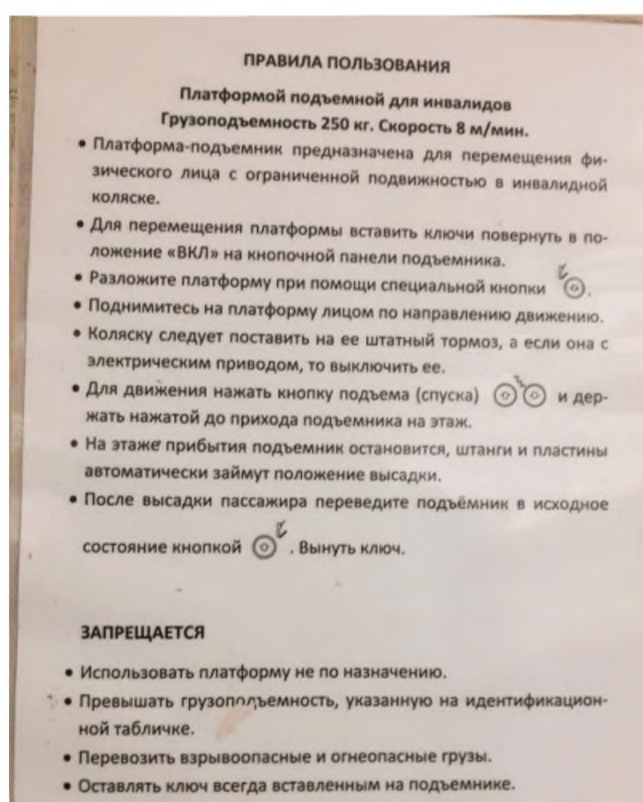 ПРАВИЛА ПОЛЬЗОВАНИЯ
Платформой подъемной для инвалидов
Грузоподъемность 250 кг. Скорость 8 м/мин.
• Платформа-подъемник предназначена для перемещения фи-
зического лица с ограниченной подвижностью в инвалидной
коляске.
• Для перемещения платформы вставить ключи повернуть в по-
ложение «ВКЛ» на кнопочной панели подъемника.
• Разложите платформу при помощи специальной кнопки .
• Поднимитесь на платформу лицом по направлению движению.
• Коляску следует поставить на ее штатный тормоз, а если она с
электрическим приводом, то выключить ее.
• Для движения нажать кнопку подъема (спуска) и дер-
жать нажатой до прихода подъемника на этаж.
• На этаже прибытия подъемник остановится, штанги и пластины
автоматически займут положение высадки.
• После высадки пассажира переведите подъёмник в исходное
состояние кнопкой . Вынуть ключ.
ЗАПРЕЩАЕТСЯ
• Использовать платформу не по назначению.
• Превышать грузоподъемность, указанную на идентификацион-
ной табличке.
• Перевозить взрывоопасные и огнеопасные грузы.
• Оставлять ключ всегда вставленным на подъемнике.